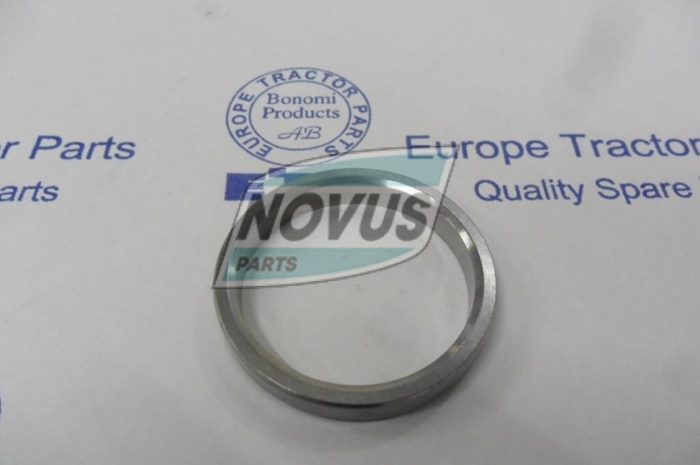 EUROPE TRACTOR PARTS
Bonomi
Products
AB
Parts
arts
Europe Tractor
Quality Spare
NOVUS
PARTS